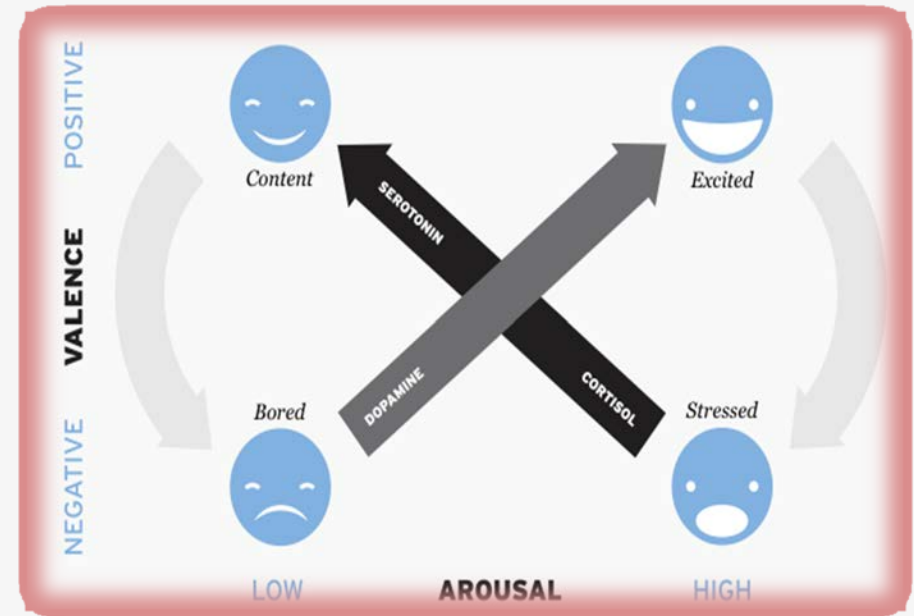 POSITIVE
VALENCE
NEGATIVE
Content
Excited
SEROTONIN
DOPAMINE
CORTISOL
Bored
Stressed
LOW
AROUSAL
HIGH